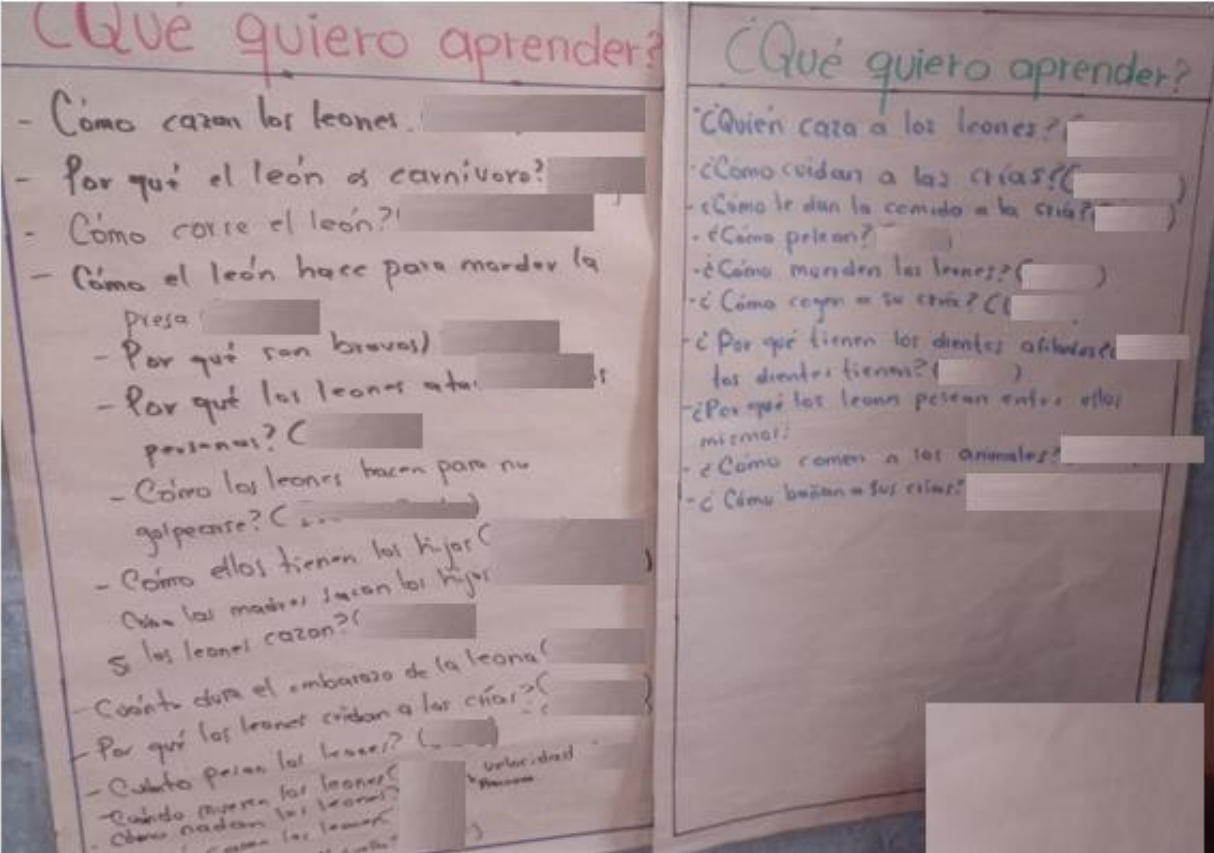 ¿Qué quiero aprender?
- Cómo cazan los leones.
- Por qué el león es carnívoro?
- Cómo corre el león?
- Cómo el león hace para morder la
presa
- Por qué son bravos)
- Por qué los leones
personas? (
- Cómo los leones hacen para no
golpearse? (
- Cómo ellos tienen los hijos (
Cómo las madres sacan los hijos
Si los leones cazan? (
- Cuánto dura el embarazo de la leona (
- Por qué los leones cuidan a las crías? (
- Cuánto pesan los leones? (
- Cuándo mueren los leones (
velocidad
- Cómo nadan los leones?
los leones
¿Qué quiero aprender?
- ¿Quién caza a los leones? (
- ¿Cómo cuidan a las crías? ( )
- ¿Cómo le dan la comida a la cría? ( )
- ¿Cómo pelean? ( )
- ¿Cómo mueden los leones? ( )
- ¿Cómo cogen a su cría? (
- ¿Por qué tienen los dientes afilados?
los dientes tienen? ( )
- ¿Por qué los leones pelean entre ellos
mismos?
- ¿Cómo comen a los animales?
- ¿Cómo bañan a sus crías?